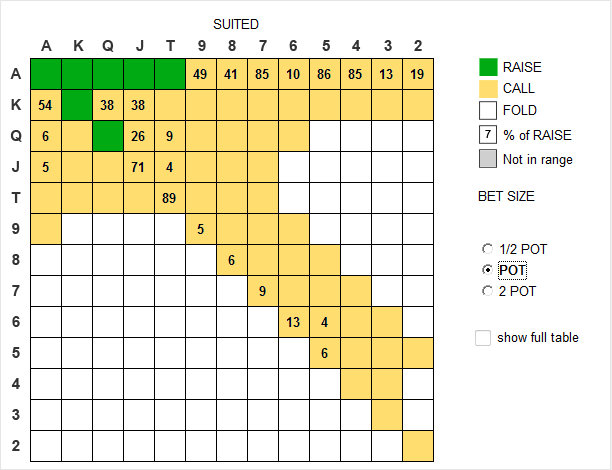 SUITED
A K Q J T 9 8 7 6 5 4 3 2
A 49 41 85 10 86 85 13 19
K 54 38 38
Q 6 26 9
J 5 71 4
T 89
9 5
8 6
7 9
6 13 4
5 6
4
3
2
RAISE
CALL
FOLD
7 % of RAISE
Not in range
BET SIZE
1/2 POT
POT
2 POT
show full table